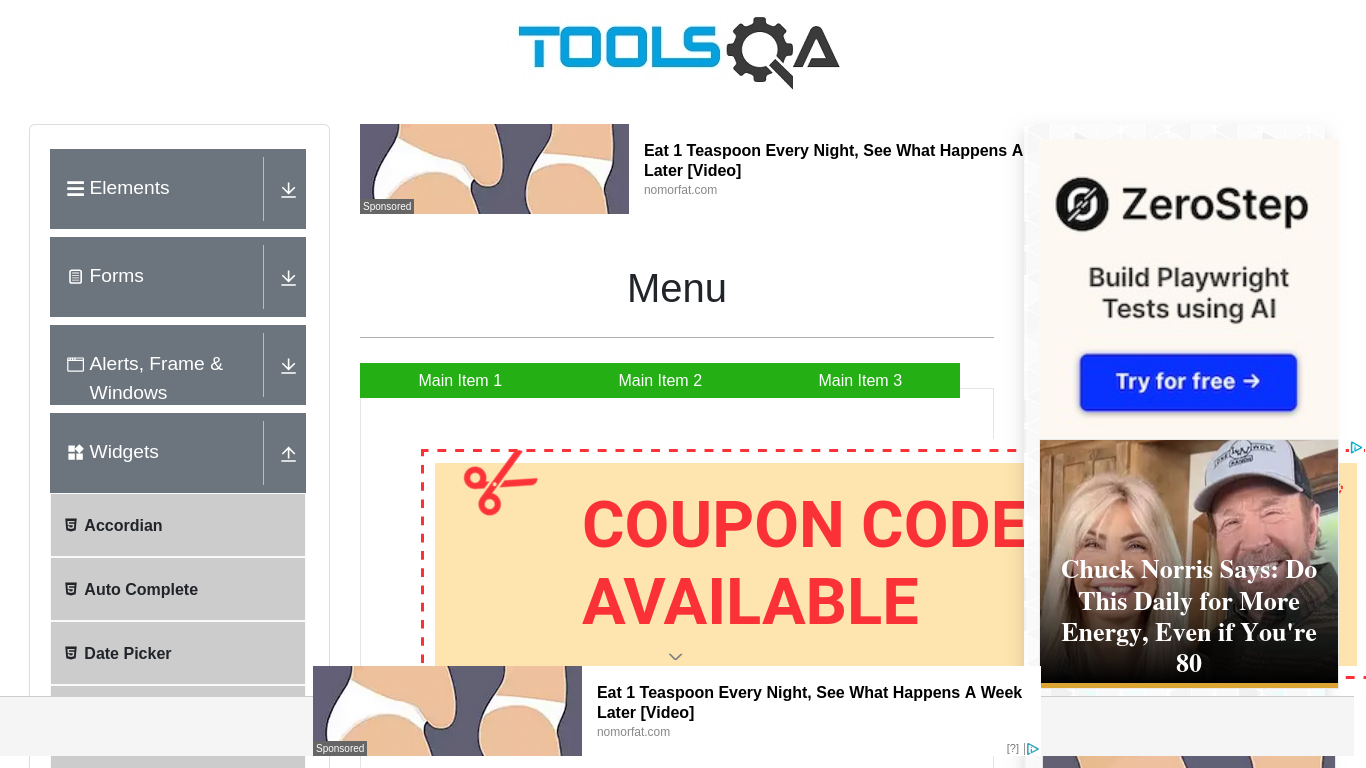 TOOLSQA
Elements
Forms
Alerts, Frame &
Windows
Widgets
Accordian
Auto Complete
Date Picker
Sponsored
Eat 1 Teaspoon Every Night, See What Happens A
Later [Video]
nomorfat.com
Menu
Main Item 1
Main Item 2
Main Item 3
COUPON CODE
AVAILABLE
Sponsored
Eat 1 Teaspoon Every Night, See What Happens A Week
Later [Video]
nomorfat.com
[?]
ZeroStep
Build Playwright
Tests using AI
Try for free →
Chuck Norris Says: Do
This Daily for More
Energy, Even if You're
80